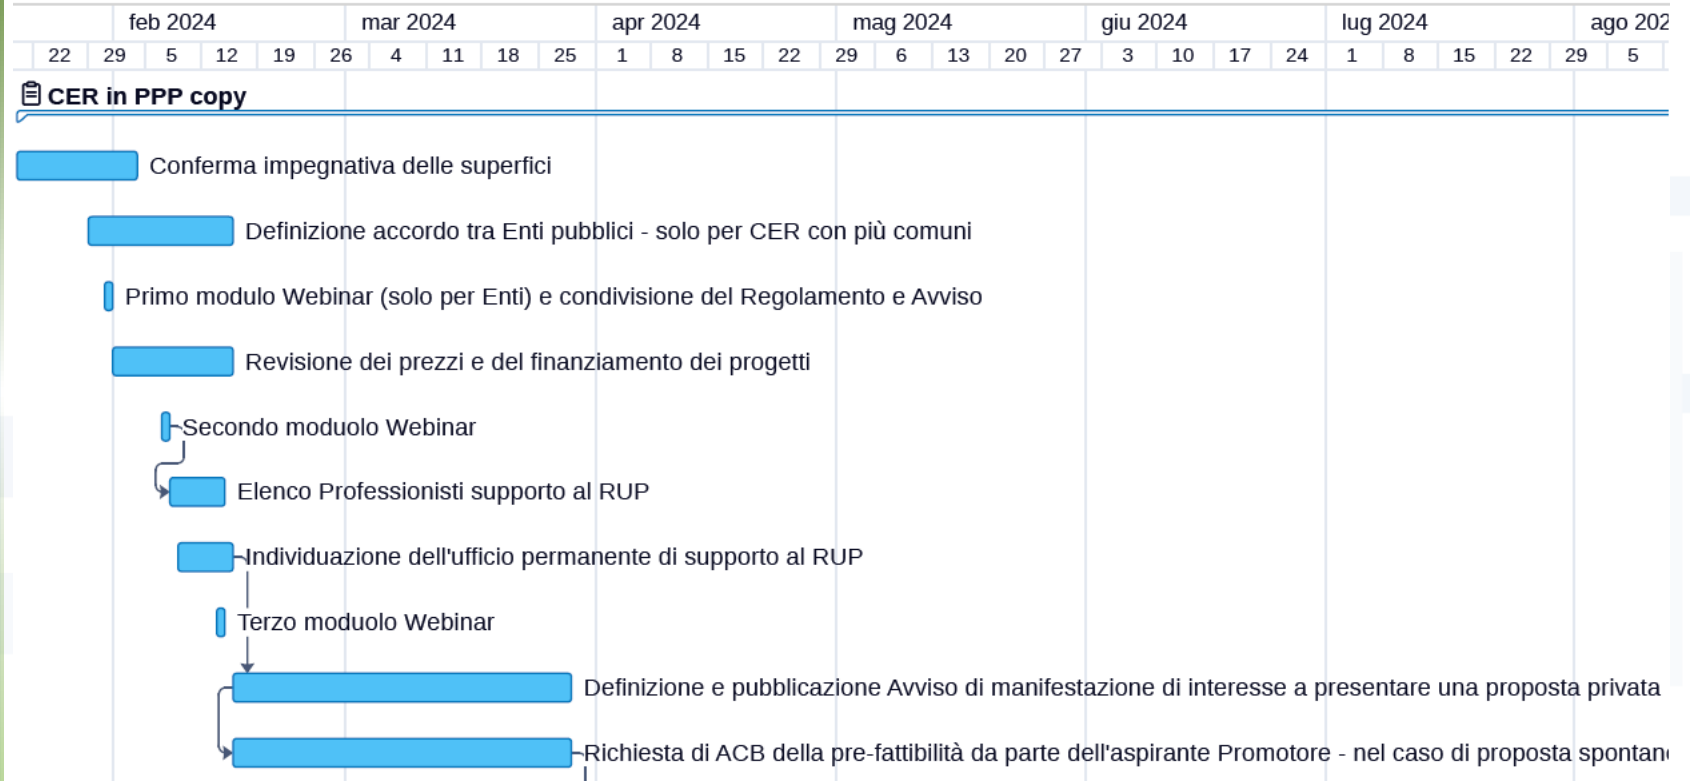 feb 2024 mar 2024 apr 2024 mag 2024 giu 2024 lug 2024 ago 202
22 29 5 12 19 26 4 11 18 25 1 8 15 22 29 6 13 20 27 3 10 17 24 1 8 15 22 29 5
CER in PPP copy
Conferma impegnativa delle superfici
Definizione accordo tra Enti pubblici - solo per CER con più comuni
Primo modulo Webinar (solo per Enti) e condivisione del Regolamento e Avviso
Revisione dei prezzi e del finanziamento dei progetti
Secondo moduolo Webinar
Elenco Professionisti supporto al RUP
Individuazione dell'ufficio permanente di supporto al RUP
Terzo moduolo Webinar
Definizione e pubblicazione Avviso di manifestazione di interesse a presentare una proposta privata
Richiesta di ACB della pre-fattibilità da parte dell'aspirante Promotore - nel caso di proposta spontan